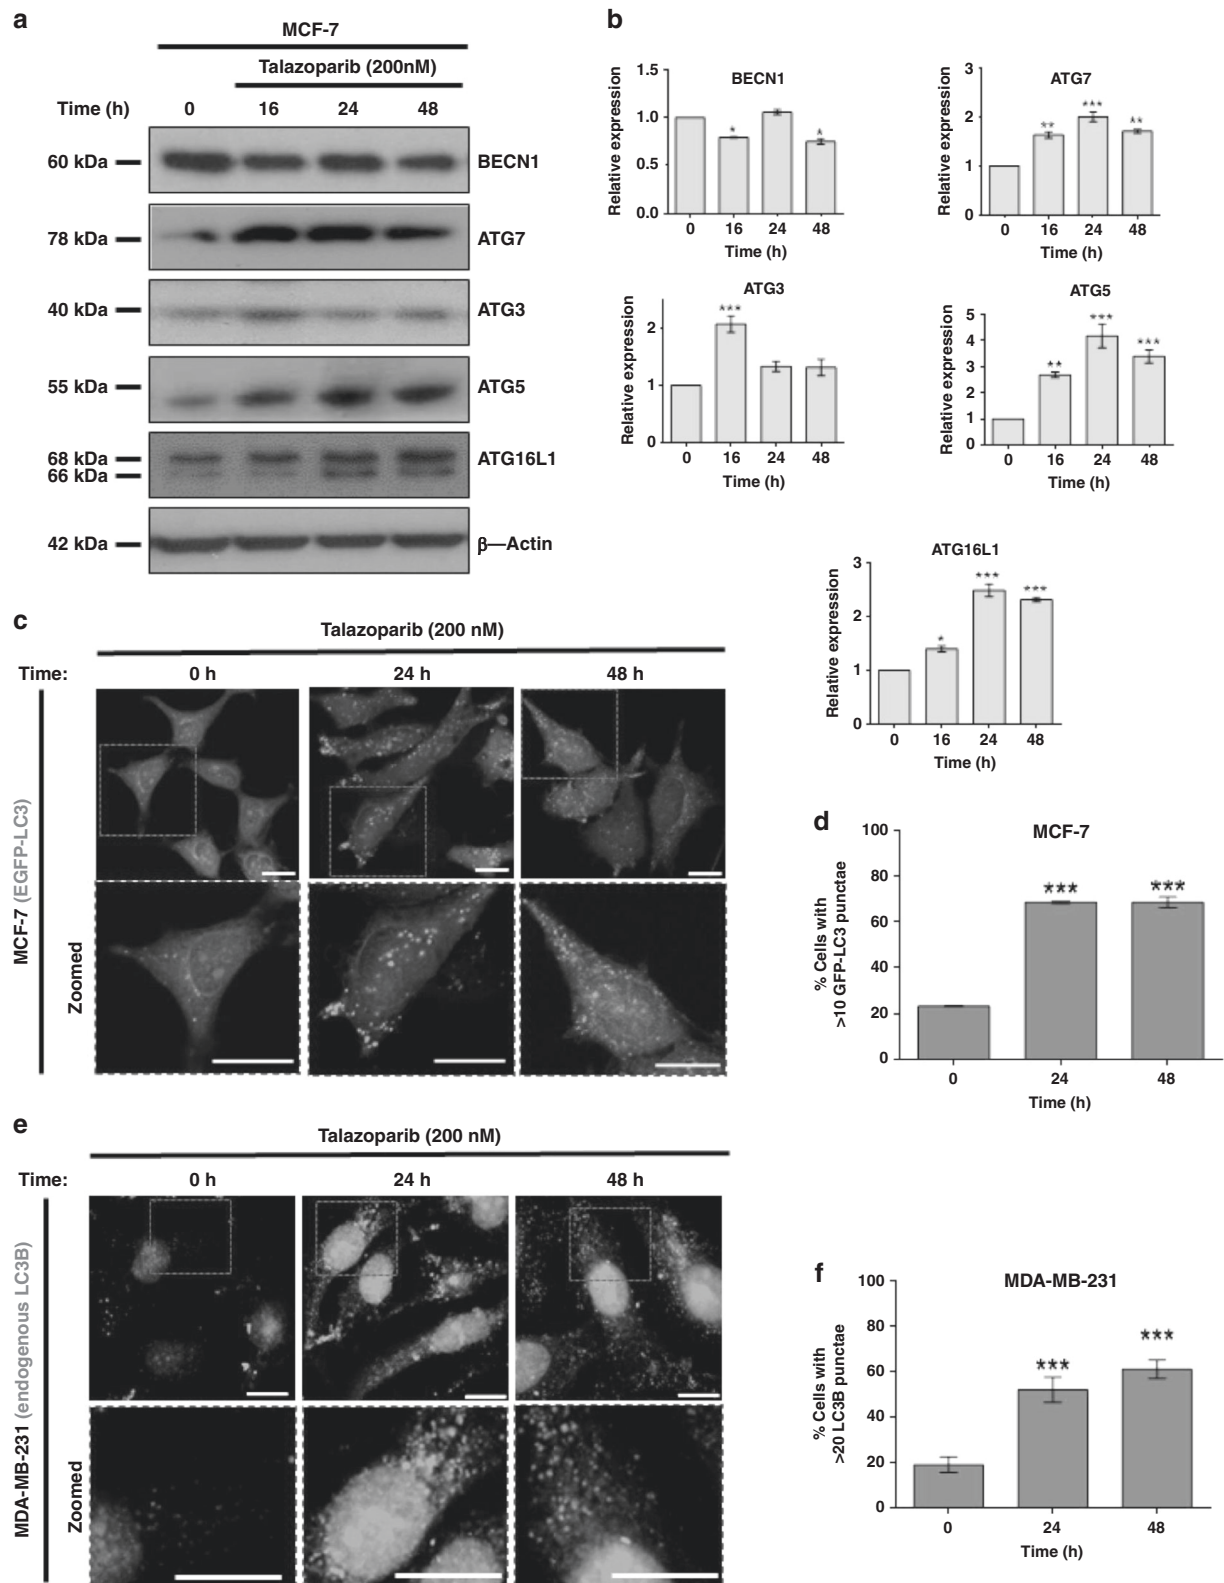 a
MCF-7
Talazoparib (200nM)
Time (h) 0 16 24 48
60 kDa BECN1
78 kDa ATG7
40 kDa ATG3
55 kDa ATG5
68 kDa ATG16L1
66 kDa
42 kDa β—Actin
b
BECN1
Relative expression
1.5
1.0
0.5
0.0
* *
0 16 24 48
Time (h)
ATG7
Relative expression
3
2
1
0
** *** **
0 16 24 48
Time (h)
ATG3
Relative expression
2
1
0
***
0 16 24 48
Time (h)
ATG5
Relative expression
5
4
3
2
1
0
** *** ***
0 16 24 48
Time (h)
ATG16L1
Relative expression
3
2
1
0
* *** ***
0 16 24 48
Time (h)
c
Talazoparib (200 nM)
Time: 0 h 24 h 48 h
MCF-7 (EGFP-LC3)
Zoomed
d
MCF-7
% Cells with
>10 GFP-LC3 punctae
100
80
60
40
20
0
*** ***
0 24 48
Time (h)
e
Talazoparib (200 nM)
Time: 0 h 24 h 48 h
MDA-MB-231 (endogenous LC3B)
Zoomed
f
MDA-MB-231
% Cells with
>20 LC3B punctae
100
80
60
40
20
0
*** ***
0 24 48
Time (h)